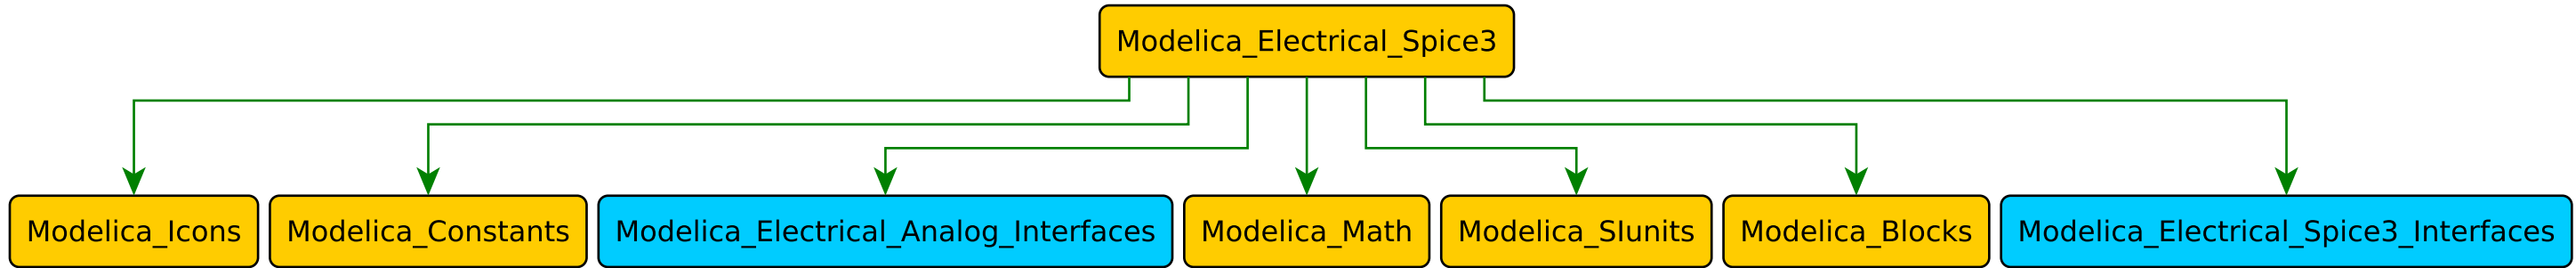 Modelica_Electrical_Spice3
Modelica_Icons
Modelica_Constants
Modelica_Electrical_Analog_Interfaces
Modelica_Math
Modelica_SIunits
Modelica_Blocks
Modelica_Electrical_Spice3_Interfaces